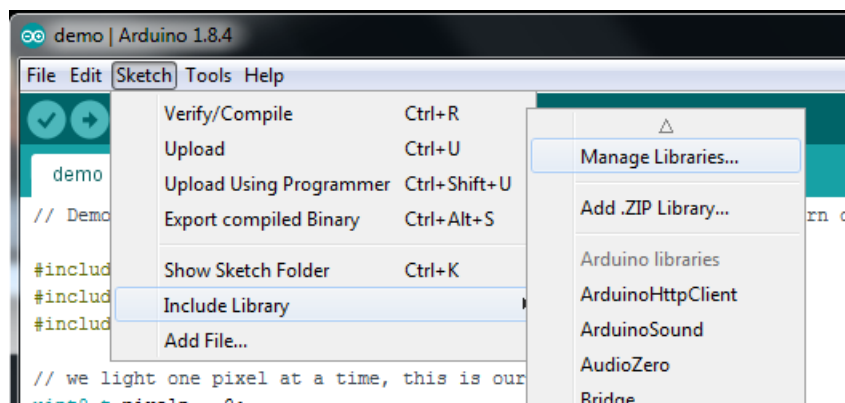 demo | Arduino 1.8.4
File Edit Sketch Tools Help
Verify/Compile Ctrl+R
Upload Ctrl+U
Upload Using Programmer Ctrl+Shift+U
Export compiled Binary Ctrl+Alt+S
Show Sketch Folder Ctrl+K
Include Library
Add File...
Manage Libraries...
Add .ZIP Library...
Arduino libraries
ArduinoHttpClient
ArduinoSound
AudioZero
Bridge
demo
// Demo
rn
#includ
#includ
#includ
// we light one pixel at a time, this is our